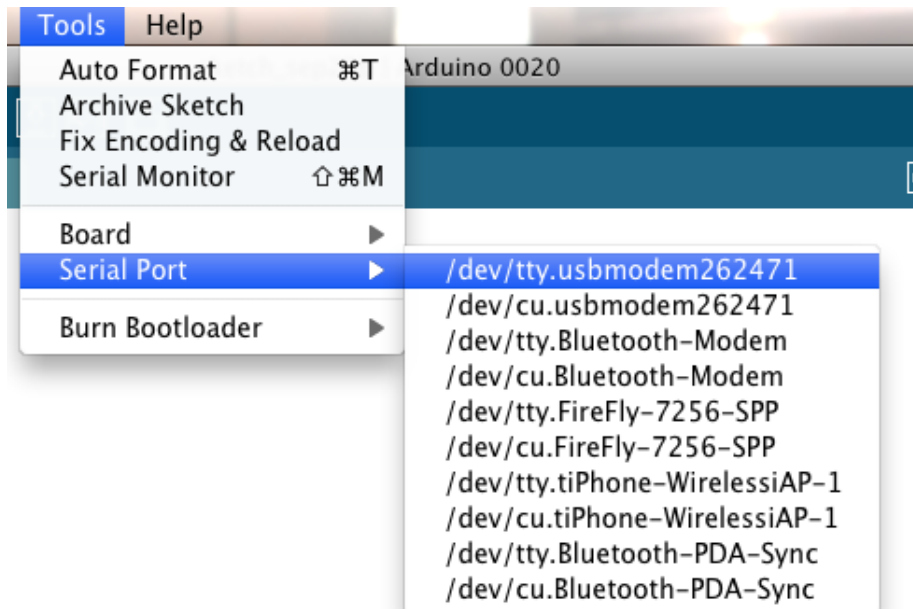 Tools Help
Arduino 0020
Auto Format ⌘T
Archive Sketch
Fix Encoding & Reload
Serial Monitor ⇧⌘M
Board
Serial Port
Burn Bootloader
/dev/tty.usbmodem262471
/dev/cu.usbmodem262471
/dev/tty.Bluetooth-Modem
/dev/cu.Bluetooth-Modem
/dev/tty.FireFly-7256-SPP
/dev/cu.FireFly-7256-SPP
/dev/tty.tiPhone-WirelessiAP-1
/dev/cu.tiPhone-WirelessiAP-1
/dev/tty.Bluetooth-PDA-Sync
/dev/cu.Bluetooth-PDA-Sync